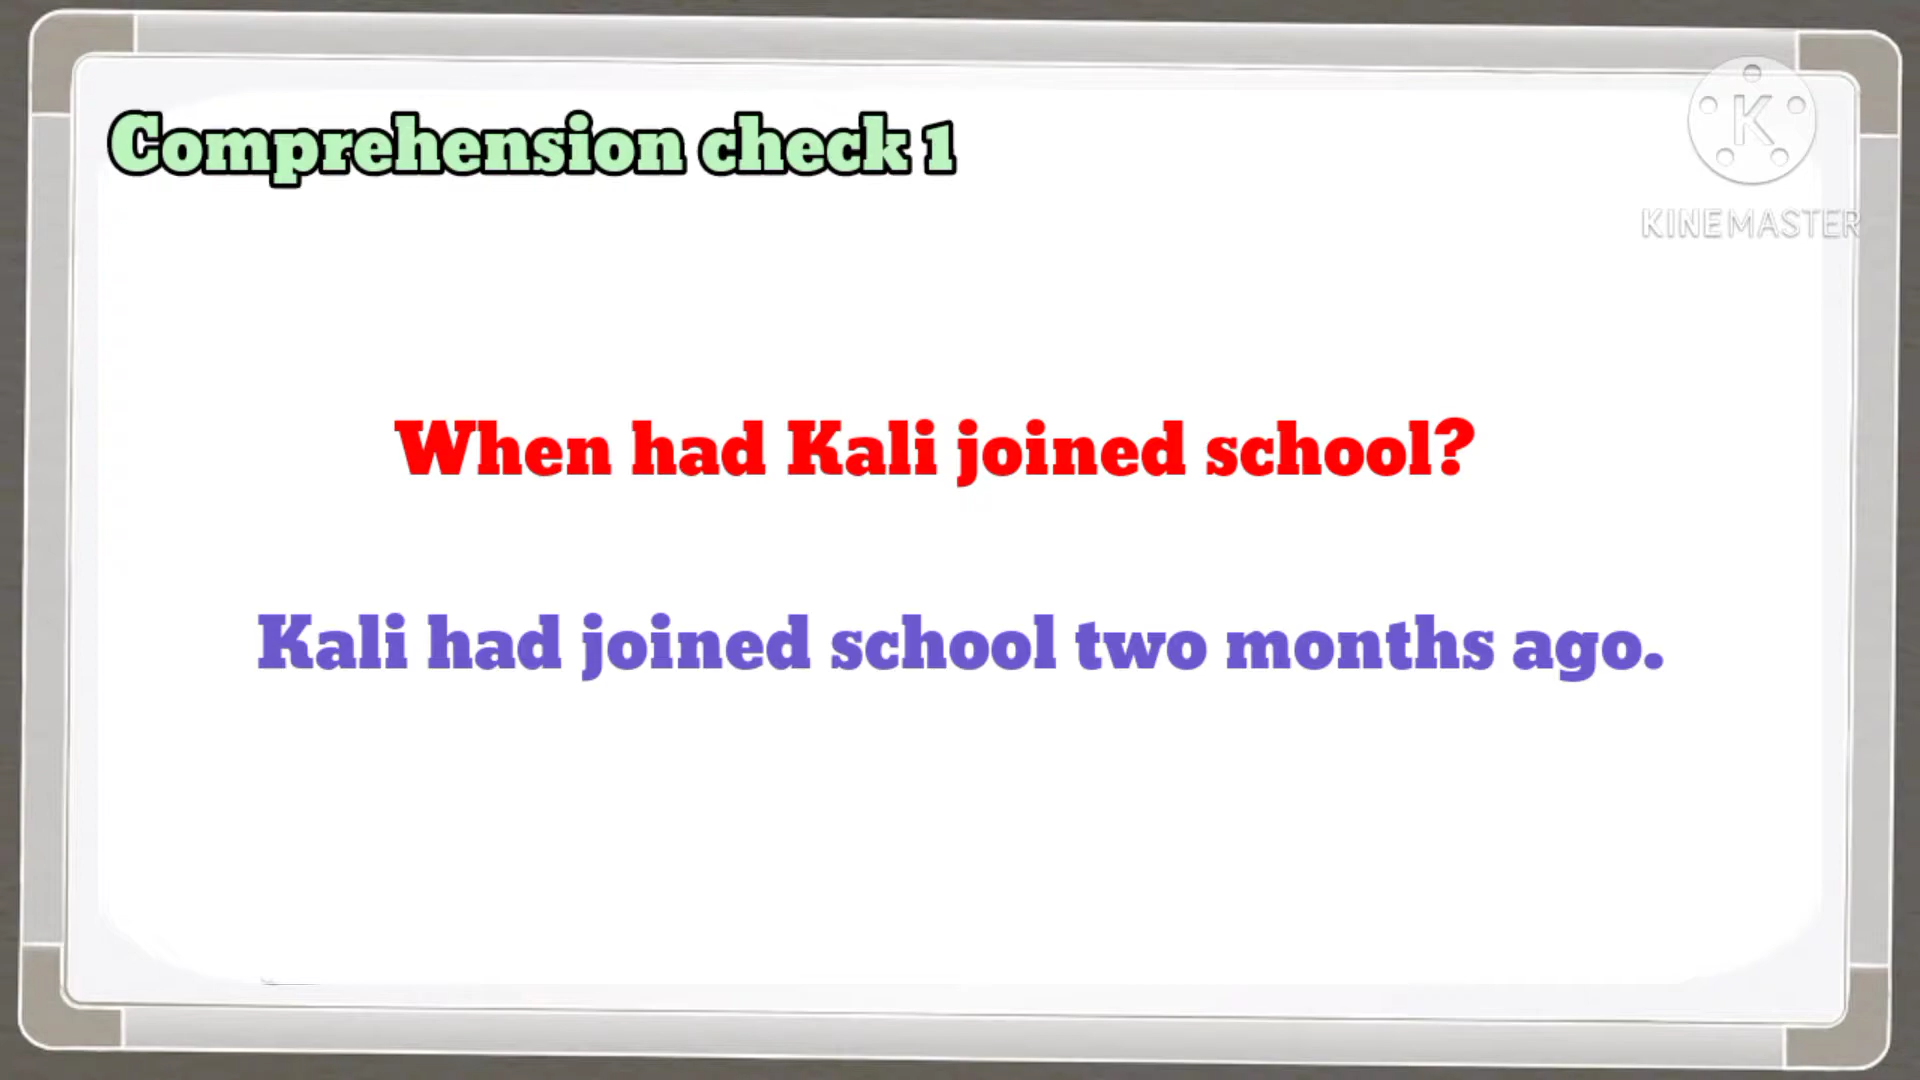 Comprehension check 1
K
KINEMASTER
When had Kali joined school?
Kali had joined school two months ago.